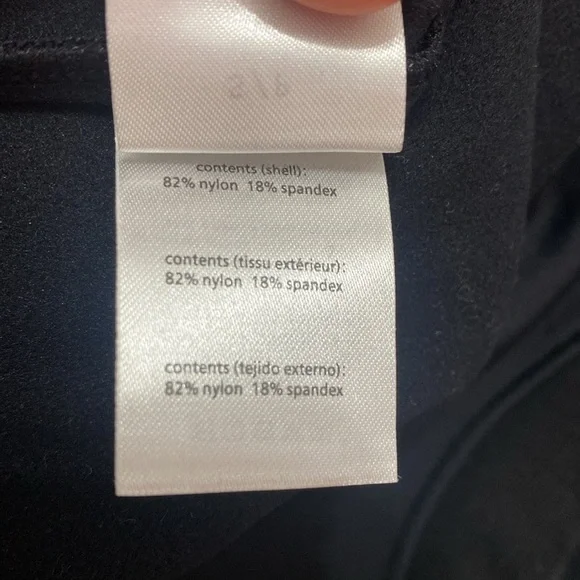 contents (shell):
82% nylon 18% spandex
contents (tissu extérieur):
82% nylon 18% spandex
contents (tejido externo):
82% nylon 18% spandex